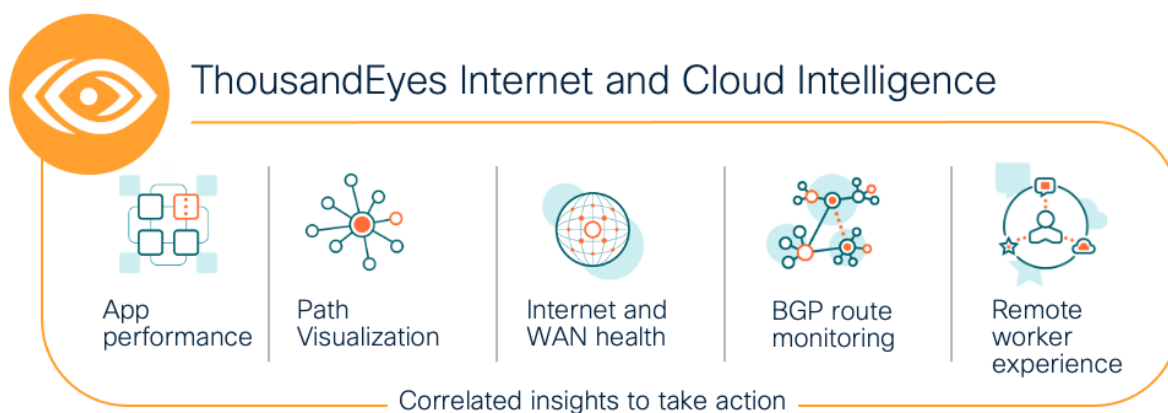 ThousandEyes Internet and Cloud Intelligence
App
performance
Path
Visualization
Internet and
WAN health
BGP route
monitoring
Remote
worker
experience
Correlated insights to take action